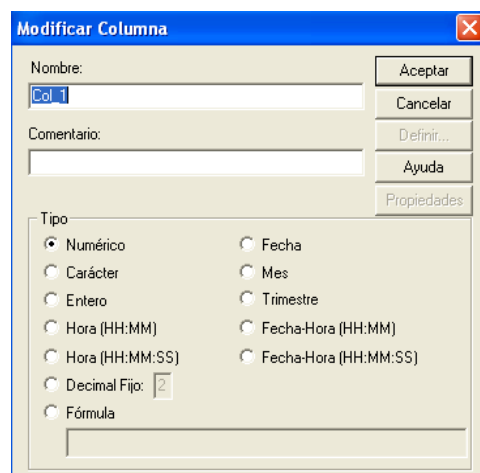 Modificar Columna
Nombre:
Col_1
Comentario:
Aceptar
Cancelar
Definir...
Ayuda
Propiedades
Tipo
Numérico
Carácter
Entero
Hora (HH:MM)
Hora (HH:MM:SS)
Decimal Fijo: 2
Fórmula
Fecha
Mes
Trimestre
Fecha-Hora (HH:MM)
Fecha-Hora (HH:MM:SS)